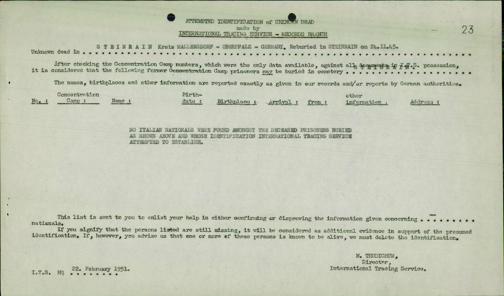 ATTEMPTED IDENTIFICATION of UNKNOWN DEAD
made by
INTERNATIONAL TRACING SERVICE - RECORDS BRANCH
23
STEINRAIN Kreis MALLERSDORF - OBERPFALZ - GERMANY, Reburied in STEINRAIN on 24.11.45.
Unknown dead in
After checking the Concentration Camp numbers, which were the only data available, against all documents in I.T.S. possession,
it is considered that the following former Concentration Camp prisoners may be buried in cemetery
The names, birthplaces and other information are reported exactly as given in our records and/or reports by German authorities.
Concentration Birth- other
No. : Camp : Name : date : Birthplace : Arrival : from : information : Address :
NO ITALIAN NATIONALS WERE FOUND AMONGST THE DECEASED PRISONERS BURIED
AS SHOWN ABOVE AND WHOSE IDENTIFICATION INTERNATIONAL TRACING SERVICE
ATTEMPTED TO ESTABLISH.
This list is sent to you to enlist your help in either confirming or disproving the information given concerning
nationals.
If you signify that the persons listed are still missing, it will be considered as additional evidence in support of the presumed
identification. If, however, you advise us that one or more of these persons is known to be alive, we must delete the identification.
M. THUDICHUM,
Director,
International Tracing Service.
I.T.S. HQ 22. February 1951.